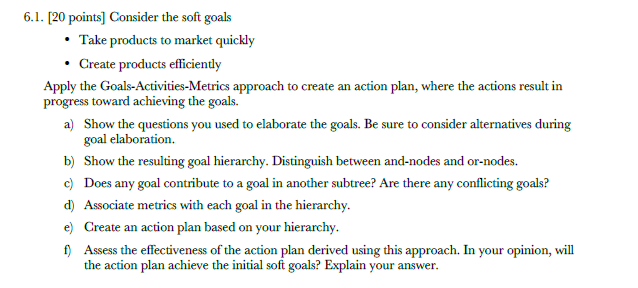 6.1. [20 points] Consider the soft goals
• Take products to market quickly
• Create products efficiently
Apply the Goals-Activities-Metrics approach to create an action plan, where the actions result in
progress toward achieving the goals.
a) Show the questions you used to elaborate the goals. Be sure to consider alternatives during
goal elaboration.
b) Show the resulting goal hierarchy. Distinguish between and-nodes and or-nodes.
c) Does any goal contribute to a goal in another subtree? Are there any conflicting goals?
d) Associate metrics with each goal in the hierarchy.
e) Create an action plan based on your hierarchy.
f) Assess the effectiveness of the action plan derived using this approach. In your opinion, will
the action plan achieve the initial soft goals? Explain your answer.